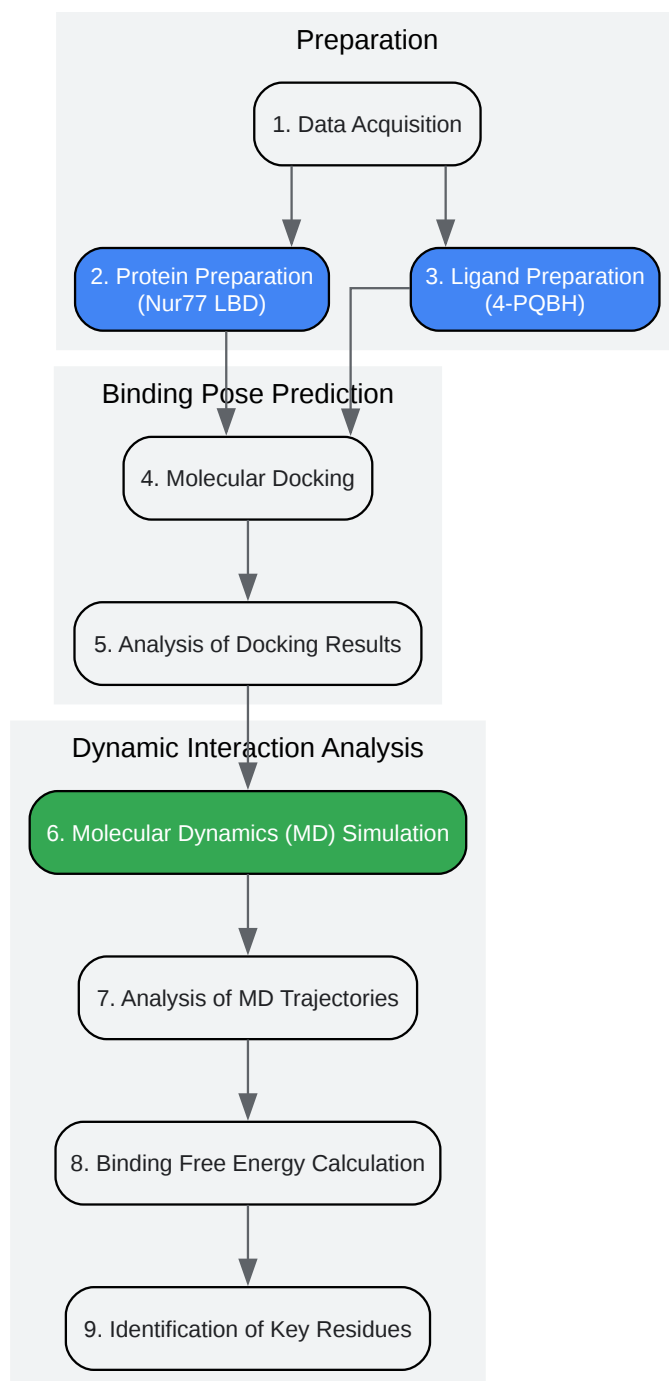 Preparation
1. Data Acquisition
2. Protein Preparation
(Nur77 LBD)
3. Ligand Preparation
(4-PQBH)
Binding Pose Prediction
4. Molecular Docking
5. Analysis of Docking Results
Dynamic Interaction Analysis
6. Molecular Dynamics (MD) Simulation
7. Analysis of MD Trajectories
8. Binding Free Energy Calculation
9. Identification of Key Residues